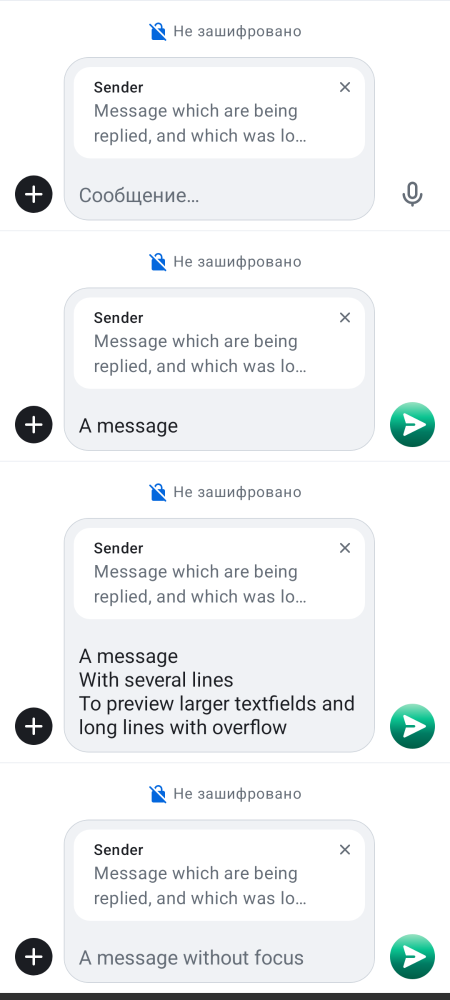 Не зашифровано
Sender
Message which are being
replied, and which was lo…
Сообщение…
Не зашифровано
Sender
Message which are being
replied, and which was lo…
A message
Не зашифровано
Sender
Message which are being
replied, and which was lo…
A message
With several lines
To preview larger textfields and
long lines with overflow
Не зашифровано
Sender
Message which are being
replied, and which was lo…
A message without focus